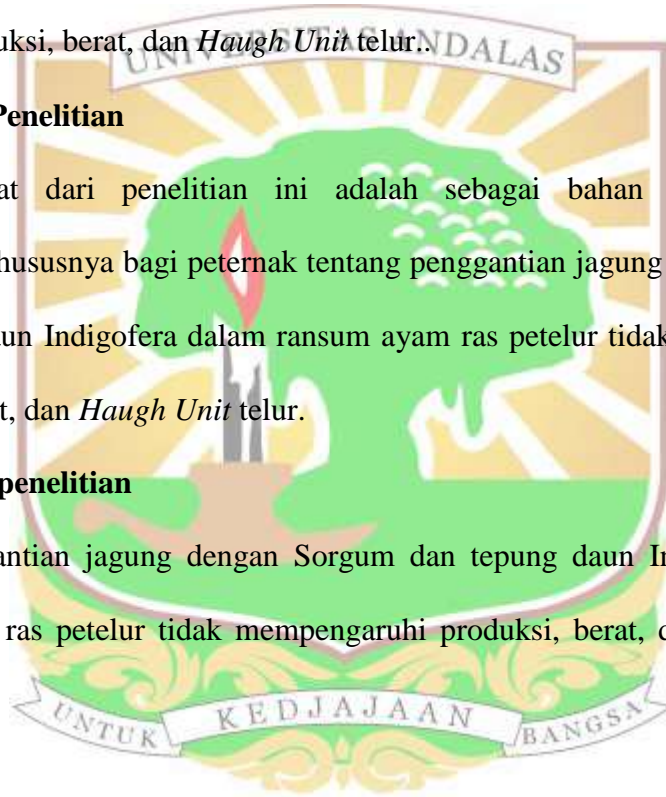 uksi, berat, dan Haugh Unit telur..
UNIVERSITAS ANDALAS
Penelitian
at dari penelitian ini adalah sebagai bahan
hususnya bagi peternak tentang penggantian jagung
un Indigofera dalam ransum ayam ras petelur tidak
t, dan Haugh Unit telur.
penelitian
antian jagung dengan Sorgum dan tepung daun In
ras petelur tidak mempengaruhi produksi, berat, d
UNTUK KEDJAJAAN BANGSA